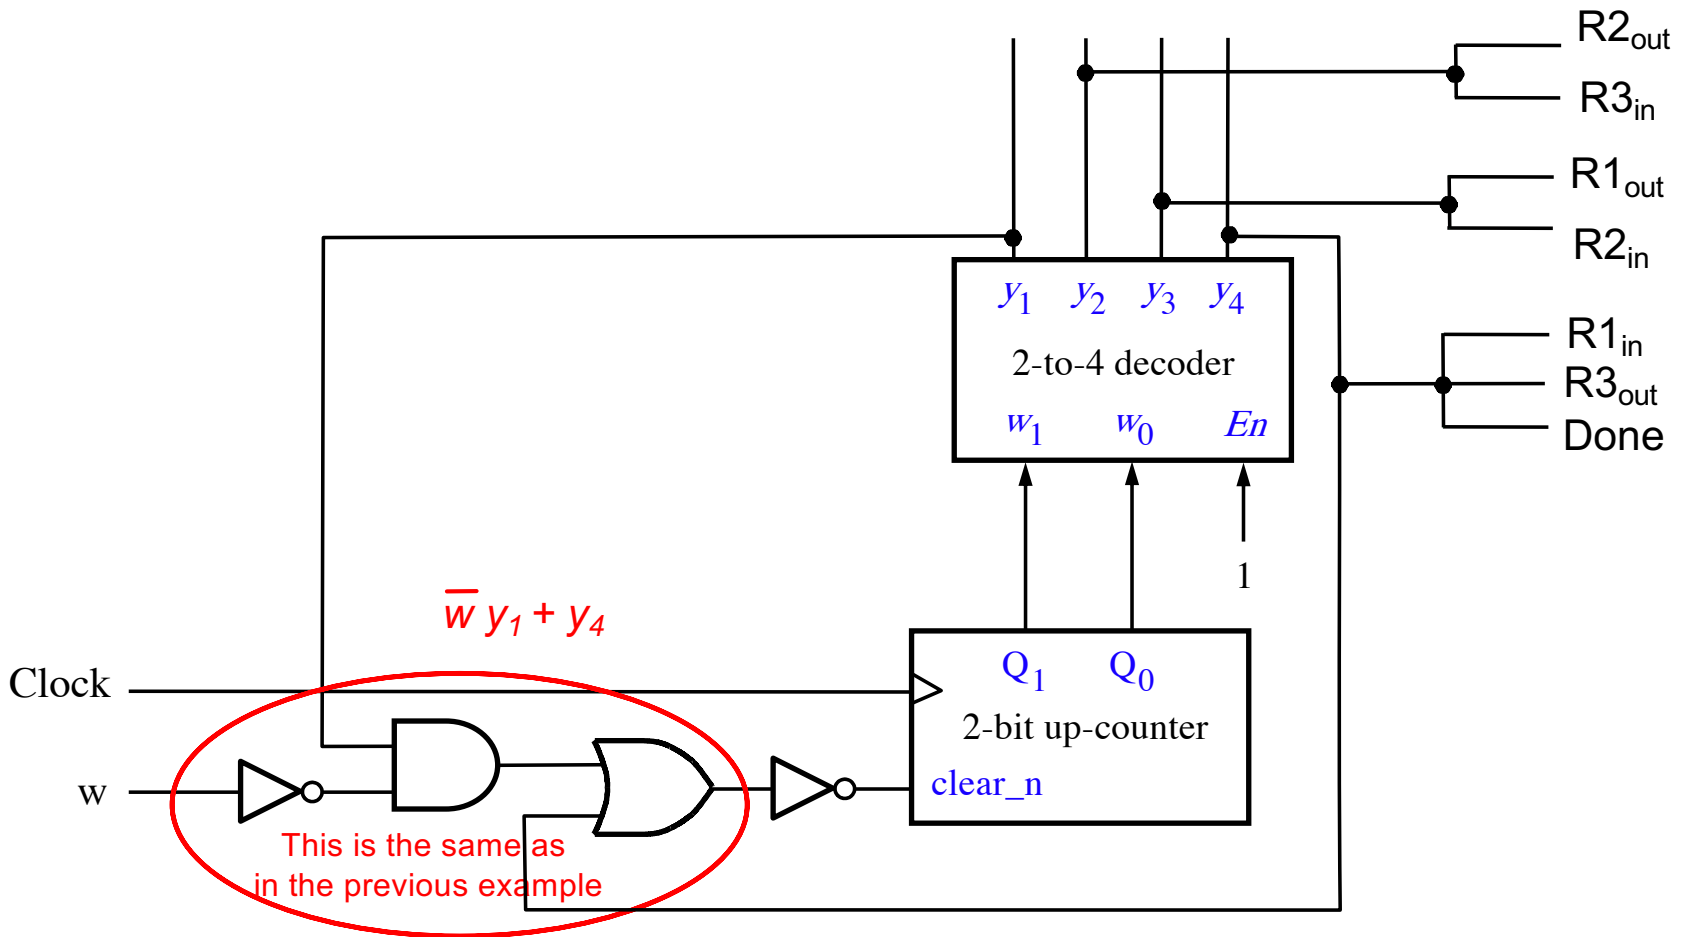 R2out
R3in
R1out
R2in
y1 y2 y3 y4
R1in
2-to-4 decoder
R3out
w1 w0 En
Done
1
w̅ y1 + y4
Q1 Q0
Clock
2-bit up-counter
w
clear_n
This is the same as
in the previous example